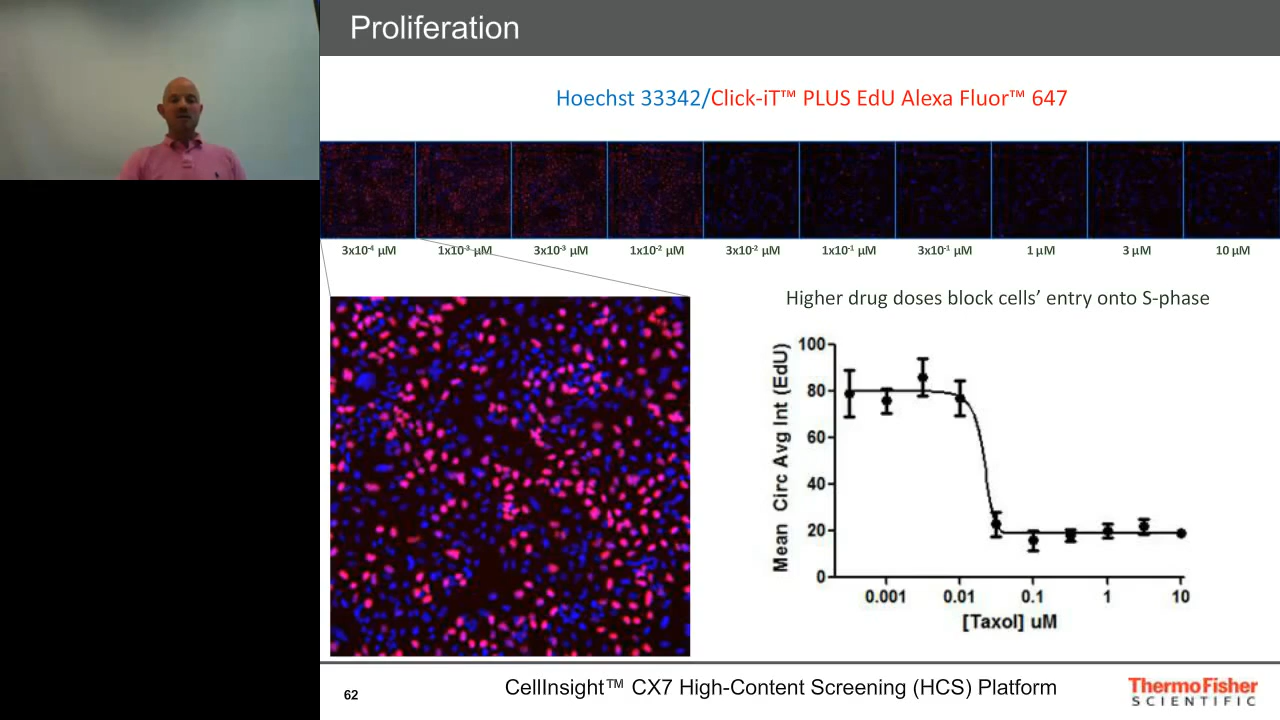 Proliferation
Hoechst 33342/Click-iT™ PLUS EdU Alexa Fluor™ 647
3x10⁻⁴ µM 1x10⁻³ µM 3x10⁻³ µM 1x10⁻² µM 3x10⁻² µM 1x10⁻¹ µM 3x10⁻¹ µM 1 µM 3 µM 10 µM
Higher drug doses block cells’ entry onto S-phase
Mean Circ Avg Int (EdU)
100
80
60
40
20
0
0.001 0.01 0.1 1 10
[Taxol] uM
62
CellInsight™ CX7 High-Content Screening (HCS) Platform
ThermoFisher
SCIENTIFIC